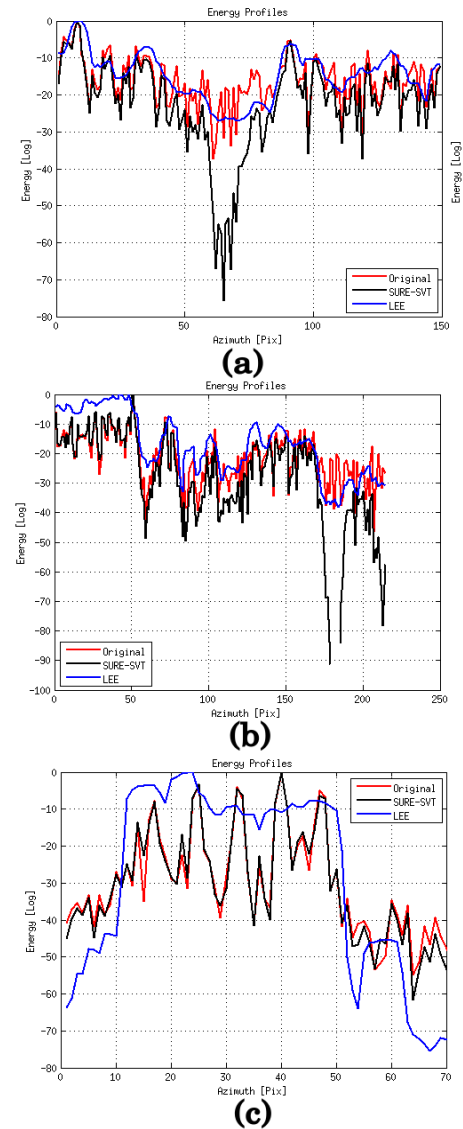 Energy Profiles
0
-10
-20
-30
-40
-50
-60
-70
-80
Energy [Log]
Energy [Log]
Original
SURE-SVT
LEE
0
50
100
150
Azimuth [Pix]
(a)
Energy Profiles
0
-10
-20
-30
-40
-50
-60
-70
-80
-90
-100
Energy [Log]
Original
SURE-SVT
LEE
0
50
100
150
200
250
Azimuth [Pix]
(b)
Energy Profiles
0
-10
-20
-30
-40
-50
-60
-70
-80
Energy [Log]
Original
SURE-SVT
LEE
0
10
20
30
40
50
60
70
Azimuth [Pix]
(c)